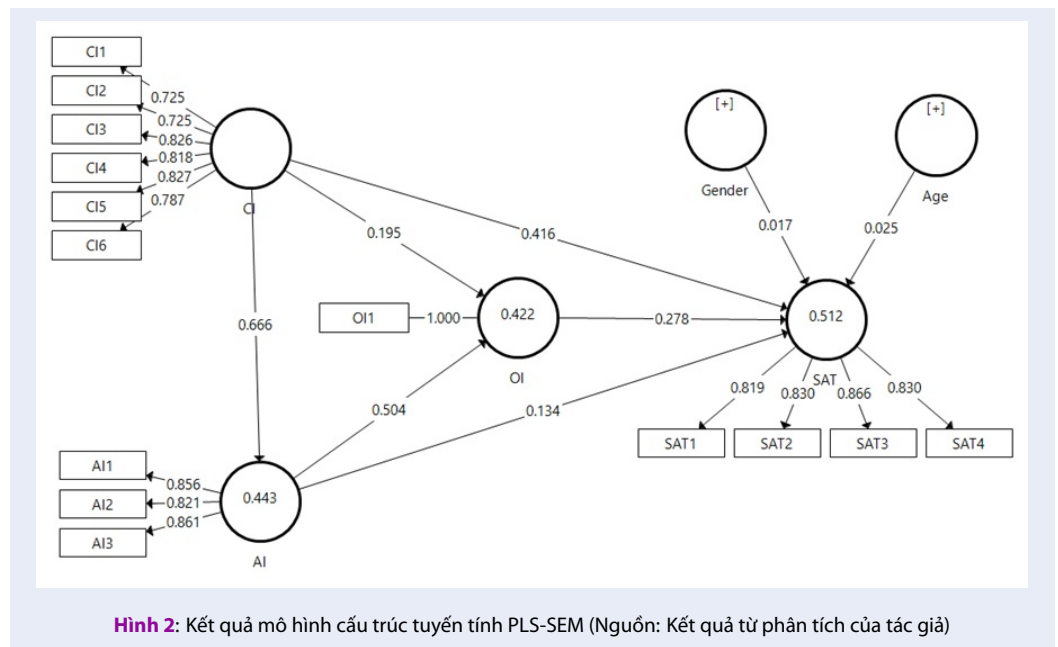 CI1
CI2
CI3
CI4
CI5
CI6
0.725
0.725
0.826
0.818
0.827
0.787
CI
[+]
Gender
[+]
Age
0.017
0.025
0.195
0.416
0.666
OI1
1.000
0.422
OI
0.278
0.512
SAT
0.504
0.134
0.819
0.830
0.866
0.830
SAT1
SAT2
SAT3
SAT4
AI1
AI2
AI3
0.856
0.821
0.861
0.443
AI
Hình 2: Kết quả mô hình cấu trúc tuyến tính PLS-SEM (Nguồn: Kết quả từ phân tích của tác giả)